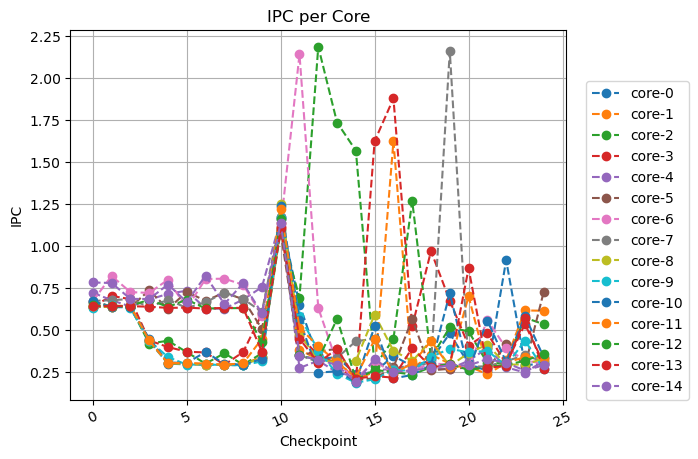 IPC per Core
2.25
2.00
1.75
1.50
1.25
1.00
0.75
0.50
0.25
IPC
0
5
10
15
20
25
Checkpoint
core-0
core-1
core-2
core-3
core-4
core-5
core-6
core-7
core-8
core-9
core-10
core-11
core-12
core-13
core-14